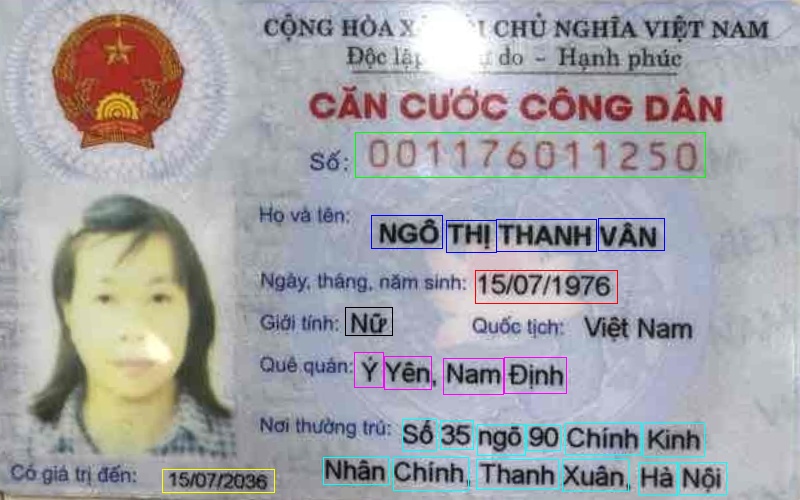 CỘNG HÒA X CHỦ NGHĨA VIỆT NAM
Độc lập do - Hạnh phúc
CĂN CƯỚC CÔNG DÂN
Số: 001176011250
Họ và tên: NGÔ THỊ THANH VÂN
Ngày, tháng, năm sinh: 15/07/1976
Giới tính: Nữ Quốc tịch: Việt Nam
Quê quán: Ý Yên, Nam Định
Nơi thường trú: Số 35 ngõ 90 Chính Kinh
Nhân Chính, Thanh Xuân, Hà Nội
Có giá trị đến: 15/07/2036